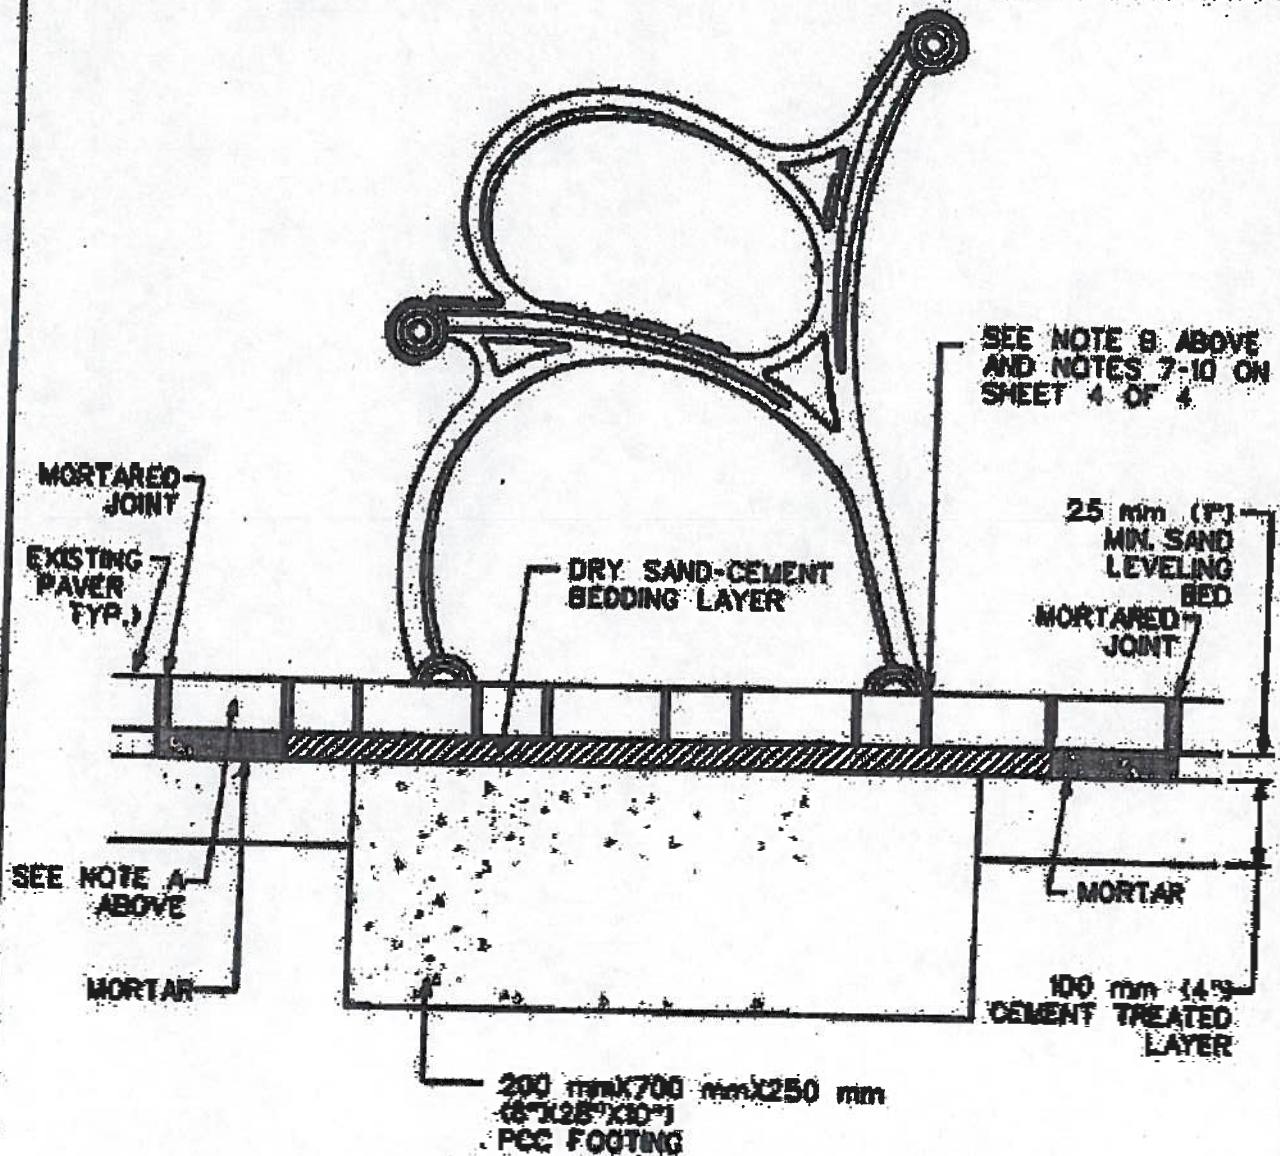 SEE NOTE B ABOVE
AND NOTES 7-10 ON
SHEET 4 OF 4
MORTARED
JOINT
25 mm (1")
MIN. SAND
LEVELING
BED
EXISTING
PAVER
TYP.)
DRY SAND-CEMENT
BEDDING LAYER
MORTARED
JOINT
SEE NOTE A
ABOVE
MORTAR
MORTAR
100 mm (4")
CEMENT TREATED
LAYER
200 mmX700 mmX250 mm
(8"X28"X10")
PCC FOOTING